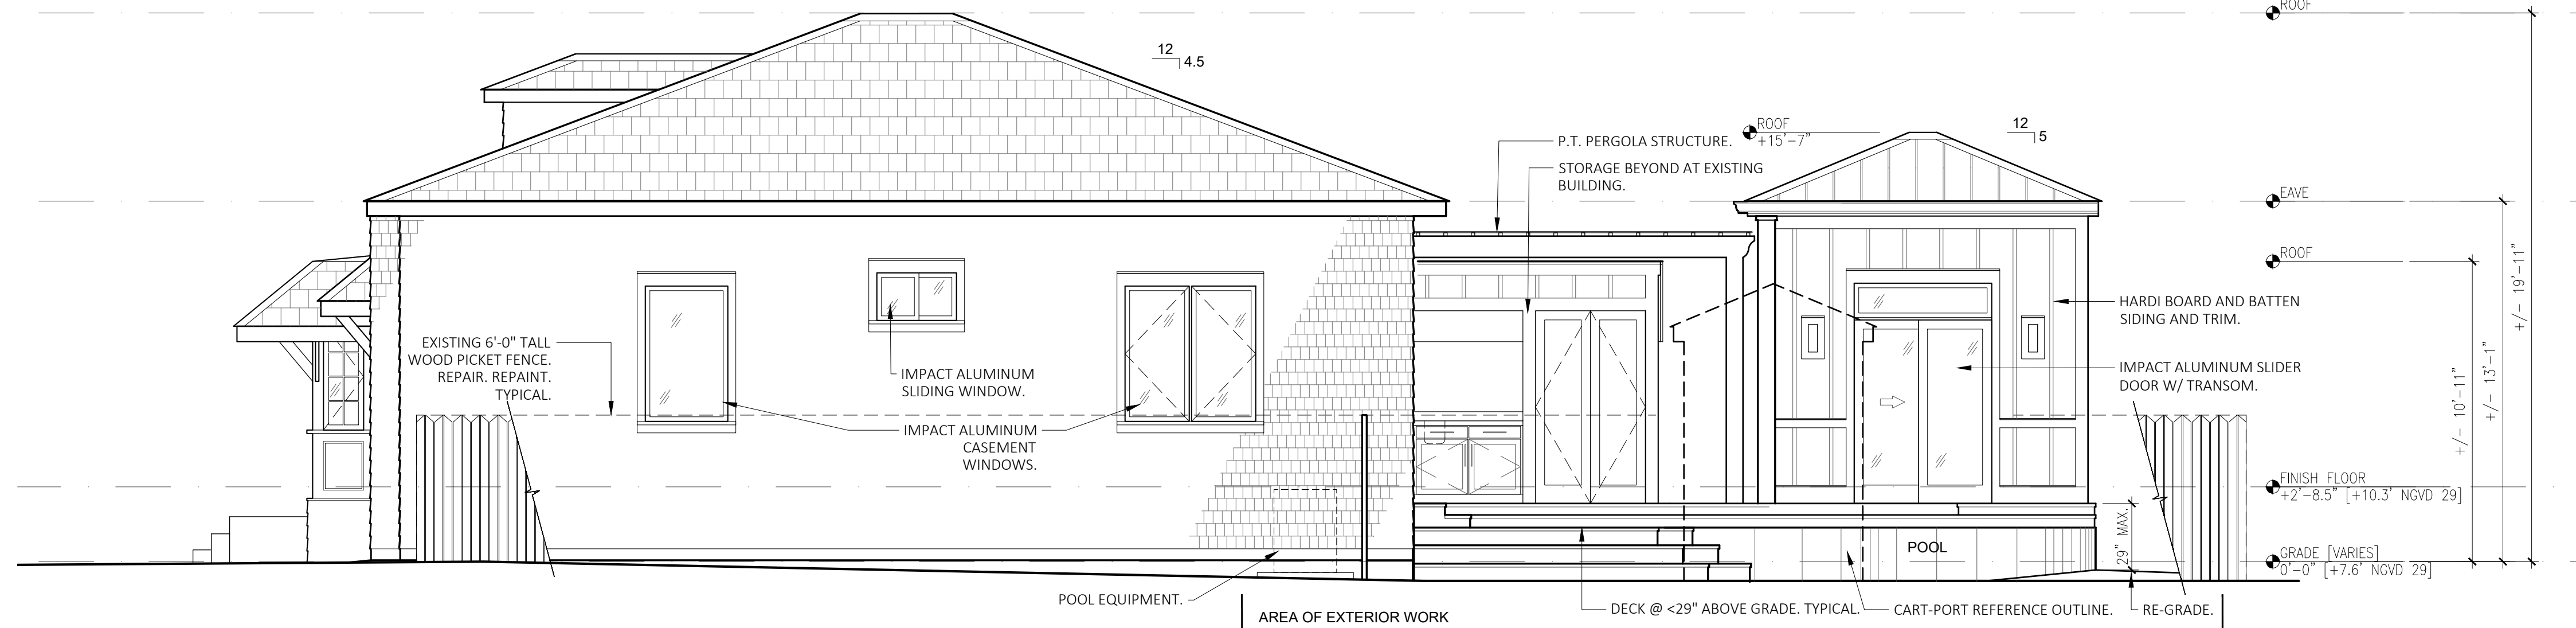 ROOF
12
4.5
ROOF
+15'-7"
12
5
P.T. PERGOLA STRUCTURE.
STORAGE BEYOND AT EXISTING
BUILDING.
EAVE
ROOF
+/- 19'-11"
+/- 13'-1"
+/- 10'-11"
HARDI BOARD AND BATTEN
SIDING AND TRIM.
EXISTING 6'-0" TALL
WOOD PICKET FENCE.
REPAIR. REPAINT.
TYPICAL.
IMPACT ALUMINUM
SLIDING WINDOW.
IMPACT ALUMINUM SLIDER
DOOR W/ TRANSOM.
IMPACT ALUMINUM
CASEMENT
WINDOWS.
FINISH FLOOR
+2'-8.5" [+10.3' NGVD 29]
29" MAX.
POOL
GRADE [VARIES]
0'-0" [+7.6' NGVD 29]
POOL EQUIPMENT.
DECK @ <29" ABOVE GRADE. TYPICAL.
CART-PORT REFERENCE OUTLINE.
RE-GRADE.
AREA OF EXTERIOR WORK